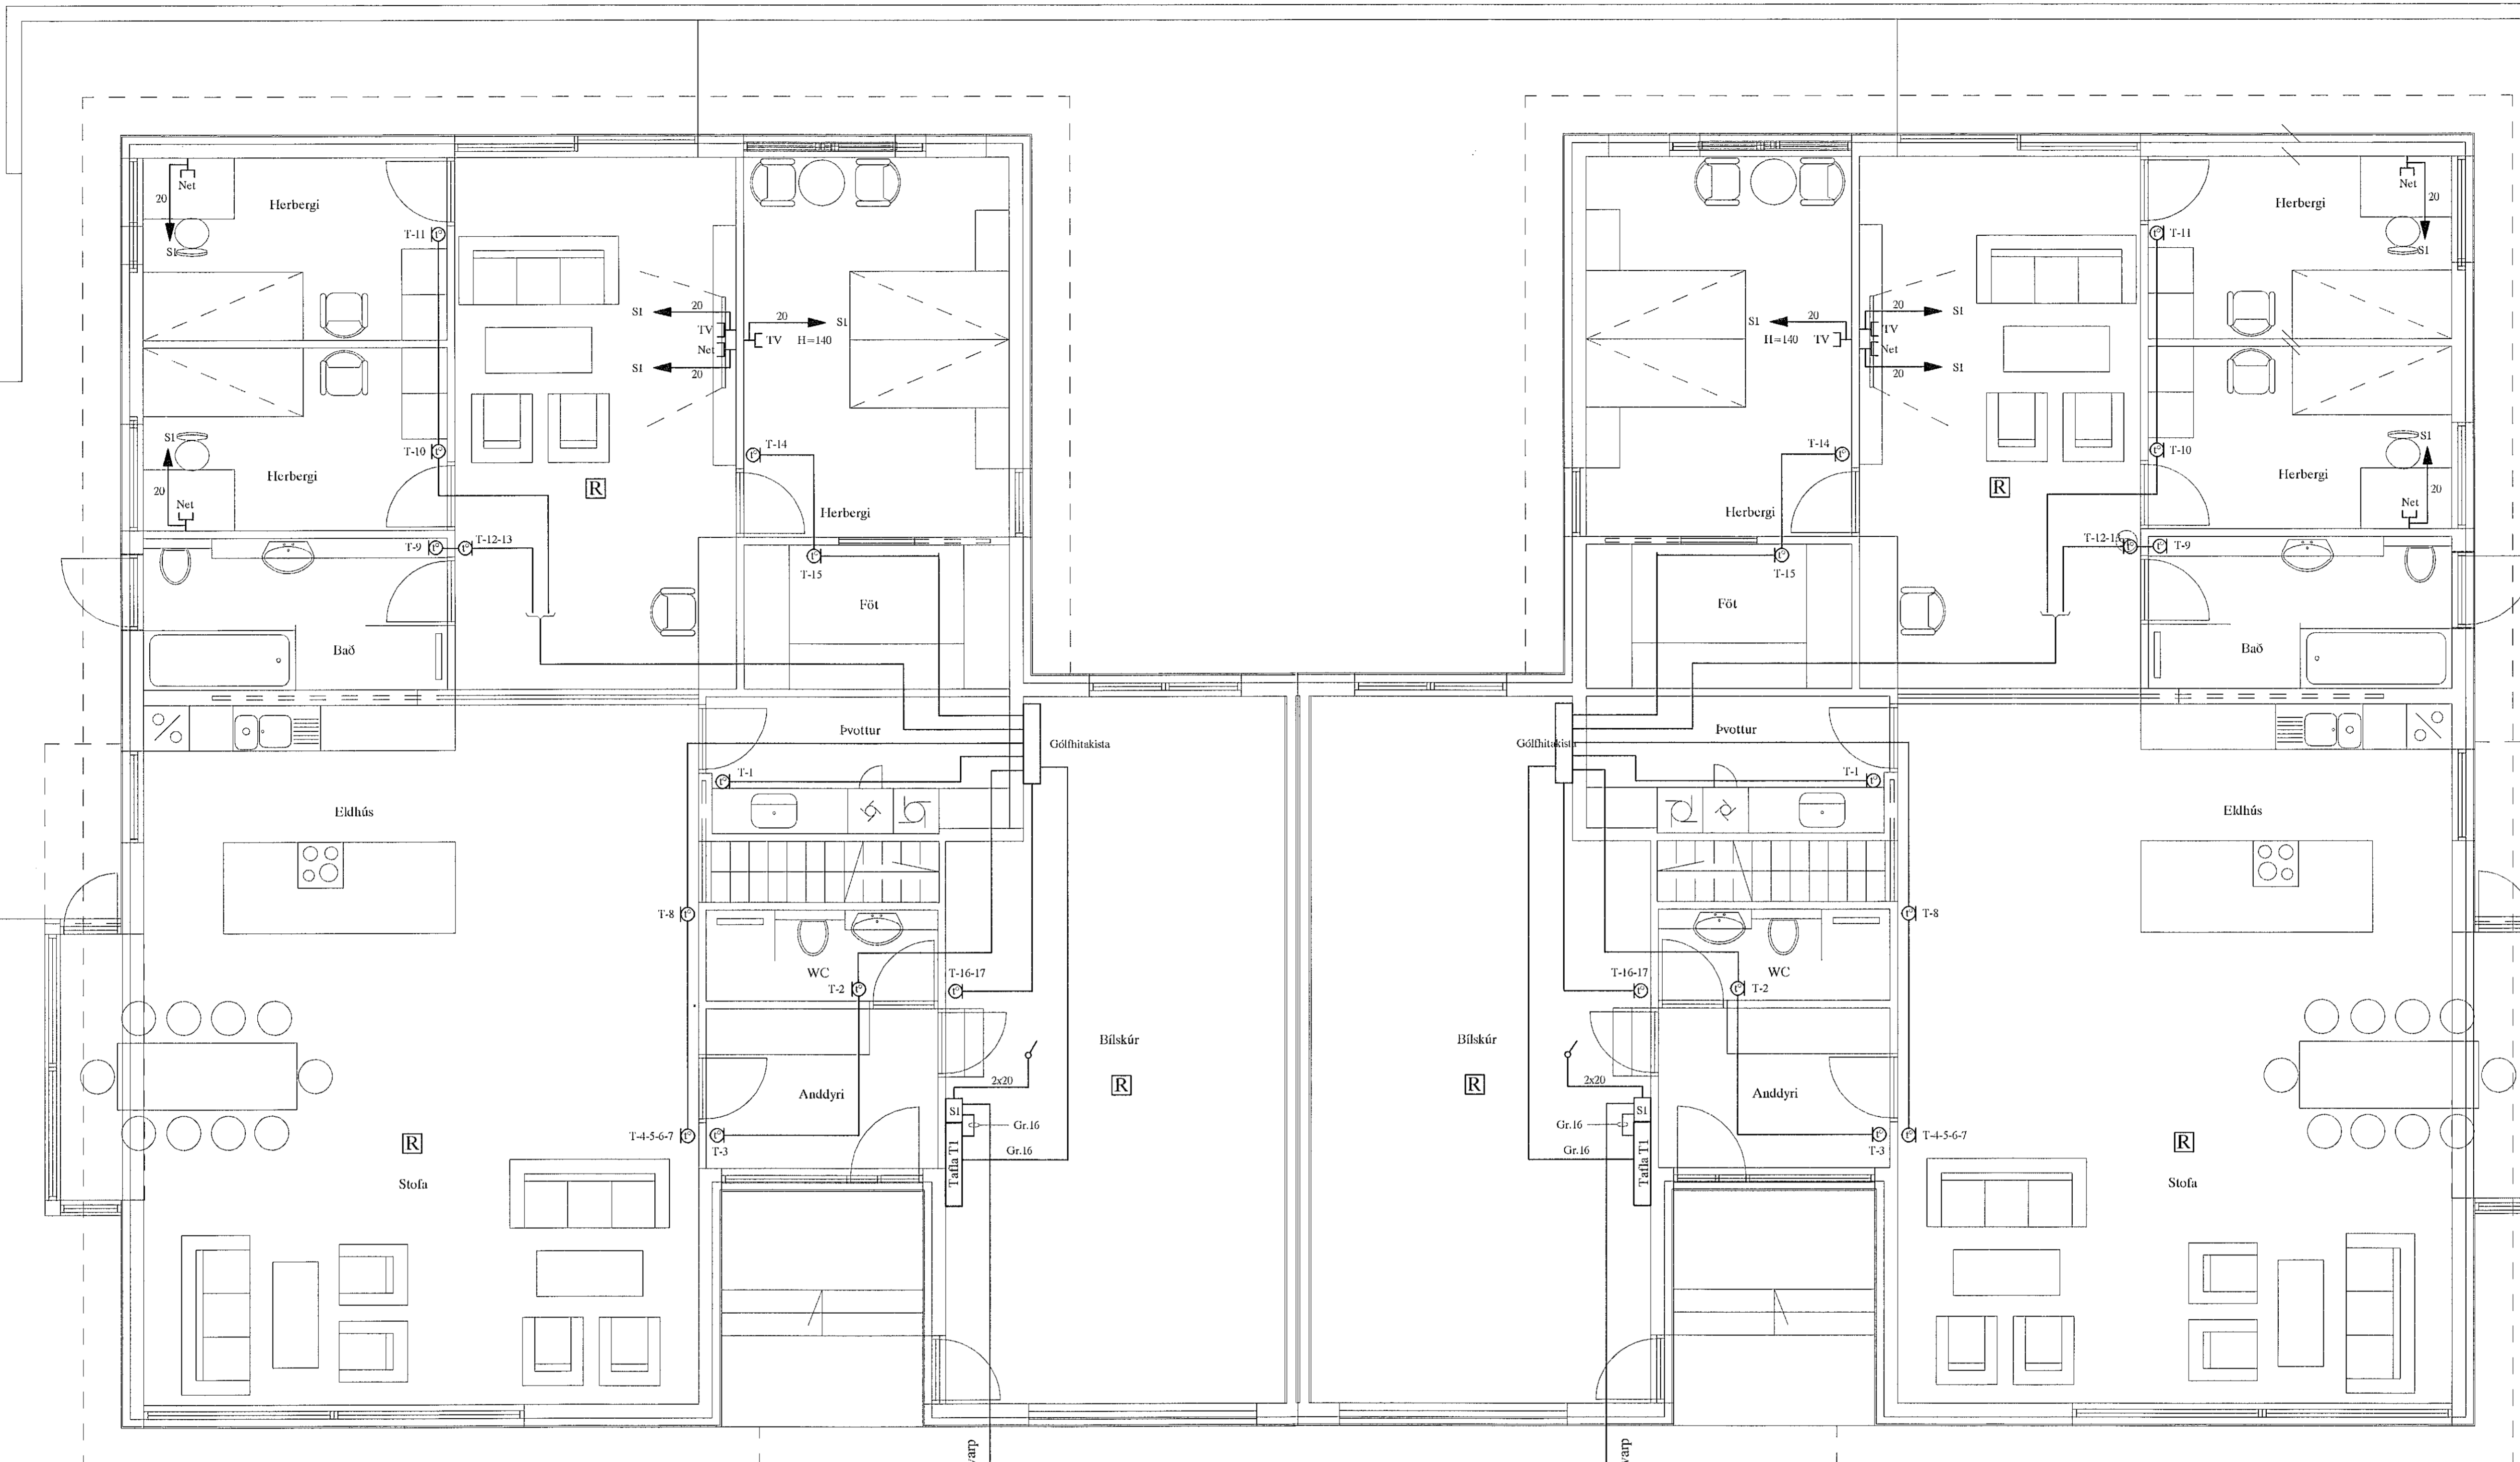 Net
20
S1
Herbergi
T-11
S1
20
TV
Net
S1
20
20
S1
TV H=140
S1
20
Net
Herbergi
T-10
R
T-14
Herbergi
T-9
T-12-13
T-15
Föt
Bað
Þvottur
Gólfhitakista
T-1
Eldhús
T-8
WC
T-2
T-16-17
Bílskúr
R
2x20
Anddyri
S1
Gr.16
Gr.16
Tafla T1
T-4-5-6-7
T-3
R
Stofa
varp
Net
20
S1
Herbergi
T-11
S1
20
H=140 TV
20
S1
TV
Net
20
S1
S1
20
Net
Herbergi
T-10
R
T-14
Herbergi
T-12-13
T-9
T-15
Föt
Bað
Þvottur
Gólfhitakista
T-1
Eldhús
T-8
WC
T-2
T-16-17
Bílskúr
R
2x20
Anddyri
S1
Gr.16
Gr.16
Tafla T1
T-3
T-4-5-6-7
R
Stofa
varp